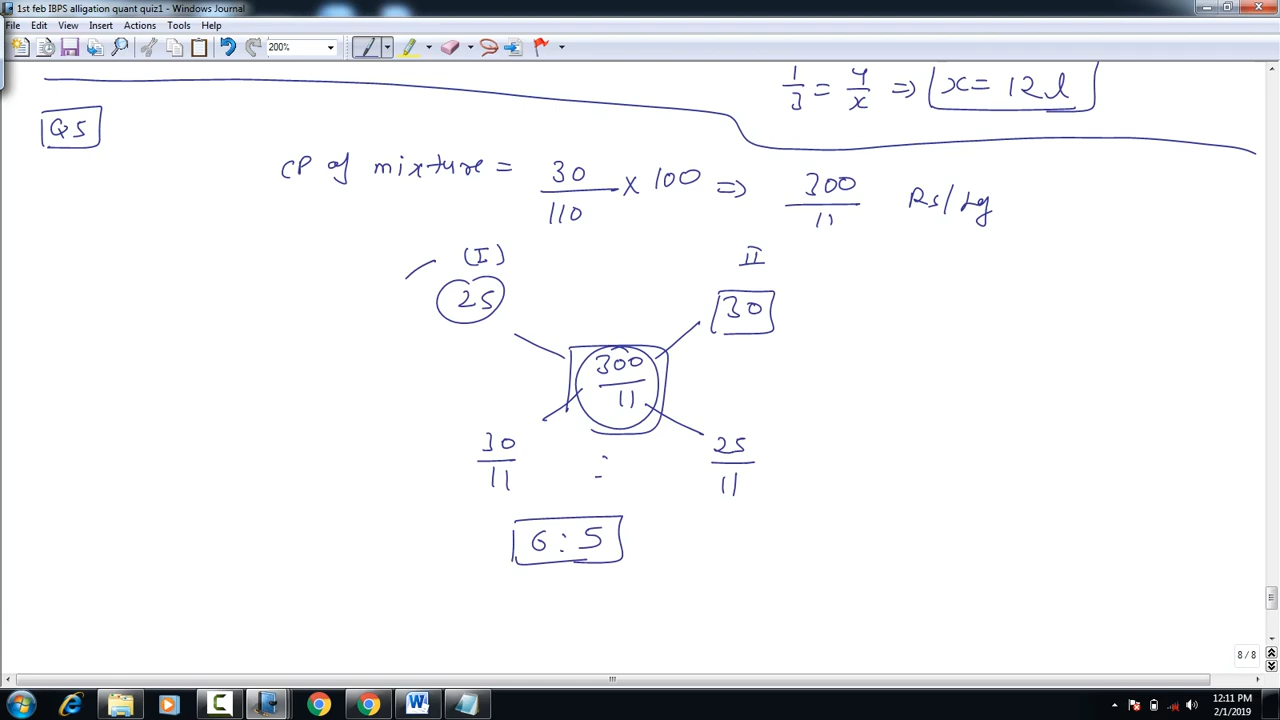 1st feb IBPS alligation quant quiz1 - Windows Journal
File Edit View Insert Actions Tools Help
200%
1/3 = 4/x ⇒ x = 12 l
Q5
CP of mixture = 30/110 × 100 ⇒ 300/11 Rs/kg
(I) II
25 30
300/11
30/11 : 25/11
6 : 5
8 / 8
12:11 PM
2/1/2019